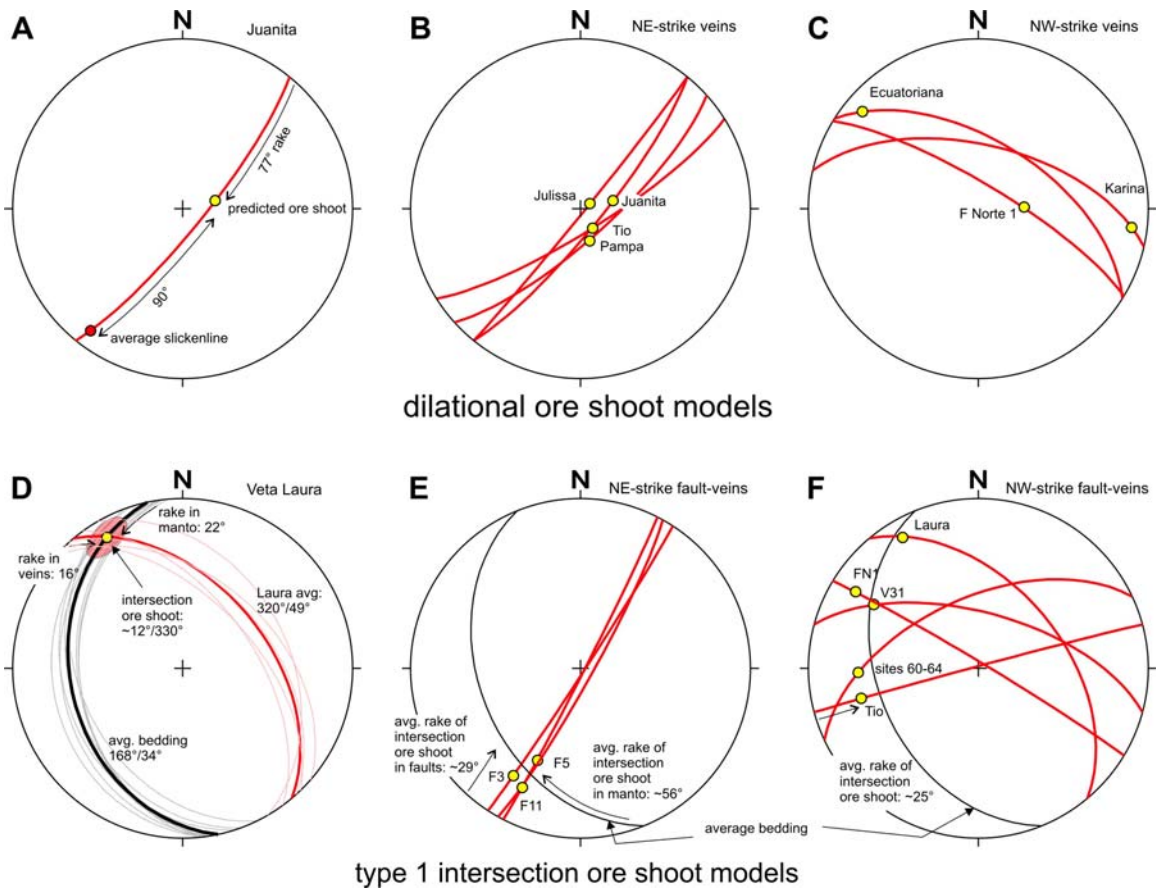 A
N
Juanita
77° rake
predicted ore shoot
90°
average slickenline
B
N
NE-strike veins
Julissa
Juanita
Tio
Pampa
C
N
NW-strike veins
Ecuatoriana
Karina
F Norte 1
dilational ore shoot models
D
N
Veta Laura
rake in
manto: 22°
rake in
veins: 16°
intersection
ore shoot:
~12°/330°
Laura avg:
320°/49°
avg. bedding
168°/34°
E
N
NE-strike fault-veins
avg. rake of
intersection
ore shoot
in faults: ~29°
F3
F5
F11
avg. rake of
intersection
ore shoot
in manto: ~56°
average bedding
F
N
NW-strike fault-veins
Laura
FN1
V31
sites 60-64
Tio
avg. rake of
intersection
ore shoot: ~25°
type 1 intersection ore shoot models